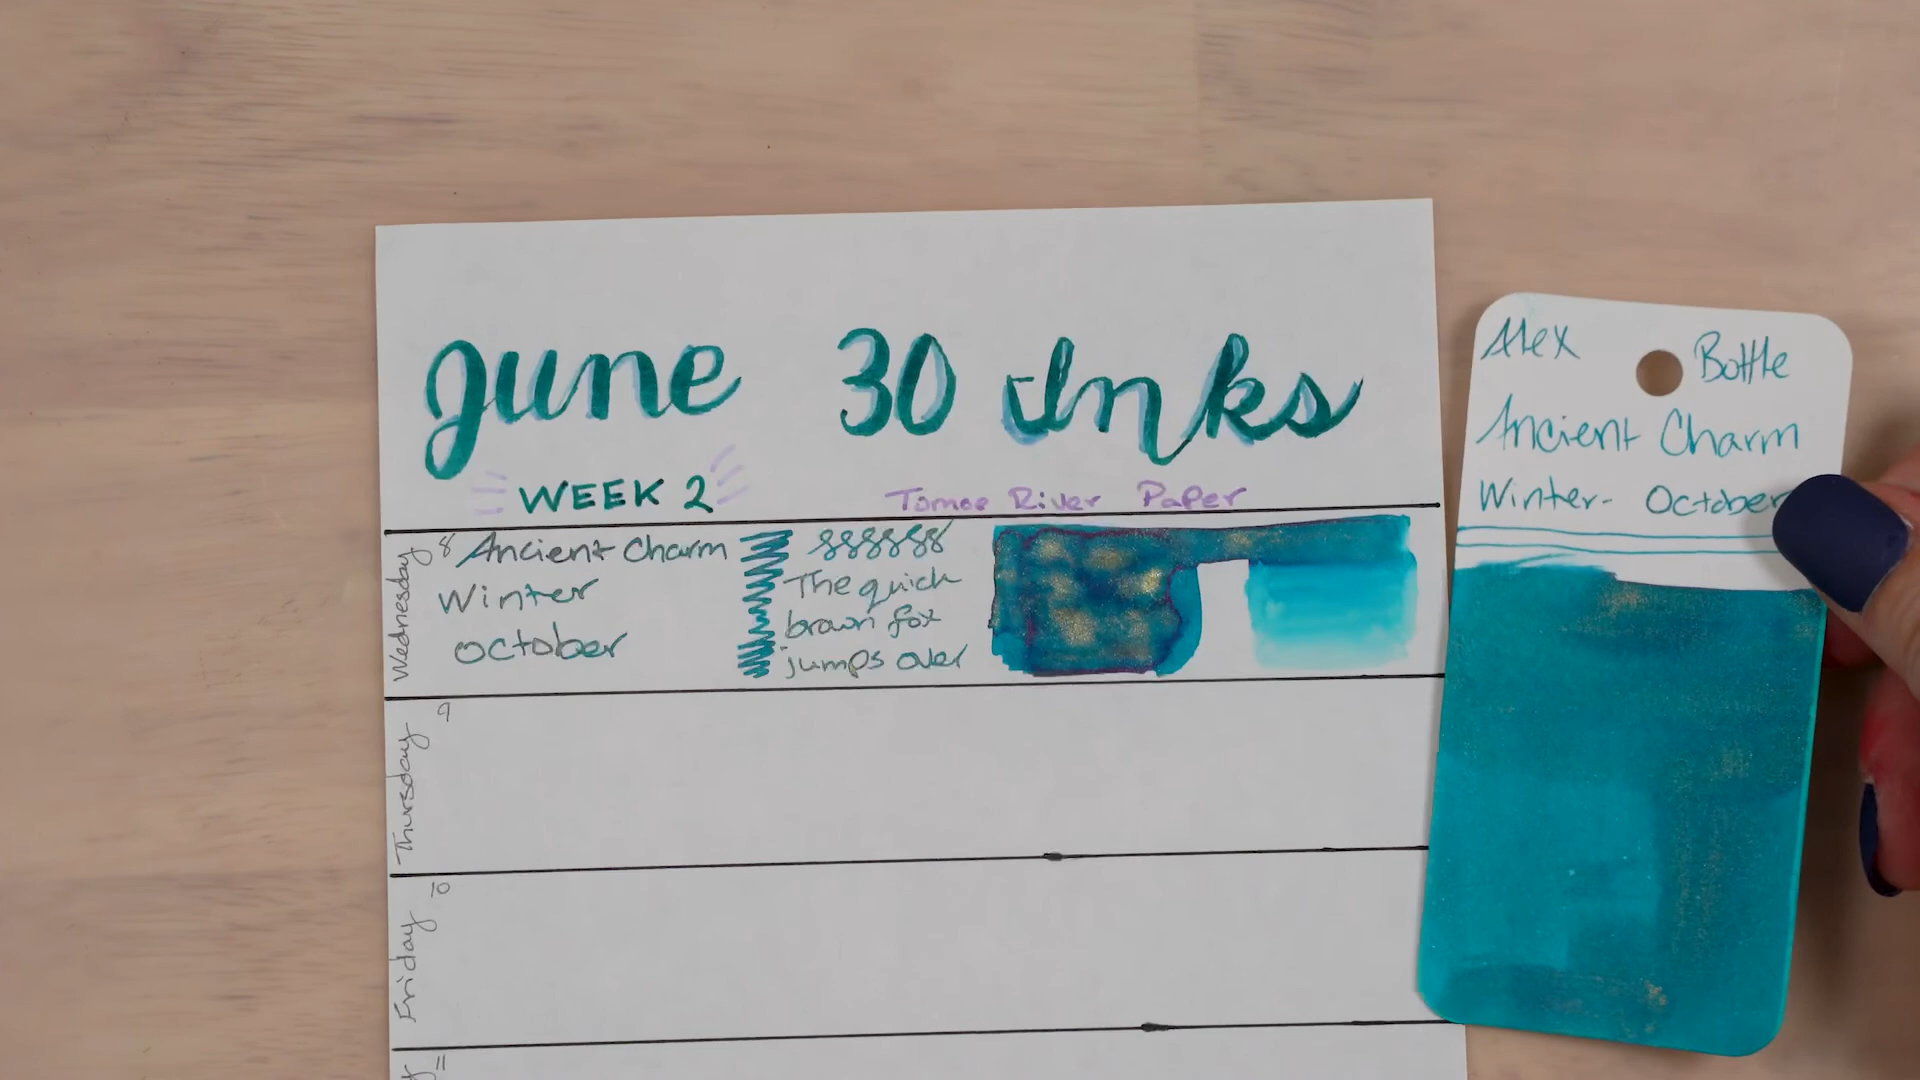 June 30 Inks
WEEK 2
Tomoe River Paper
Wednesday
8
Ancient Charm
Winter
October
The quick
brown fox
jumps over
Thursday
9
Friday
10
11
Alex Bottle
Ancient Charm
Winter- October